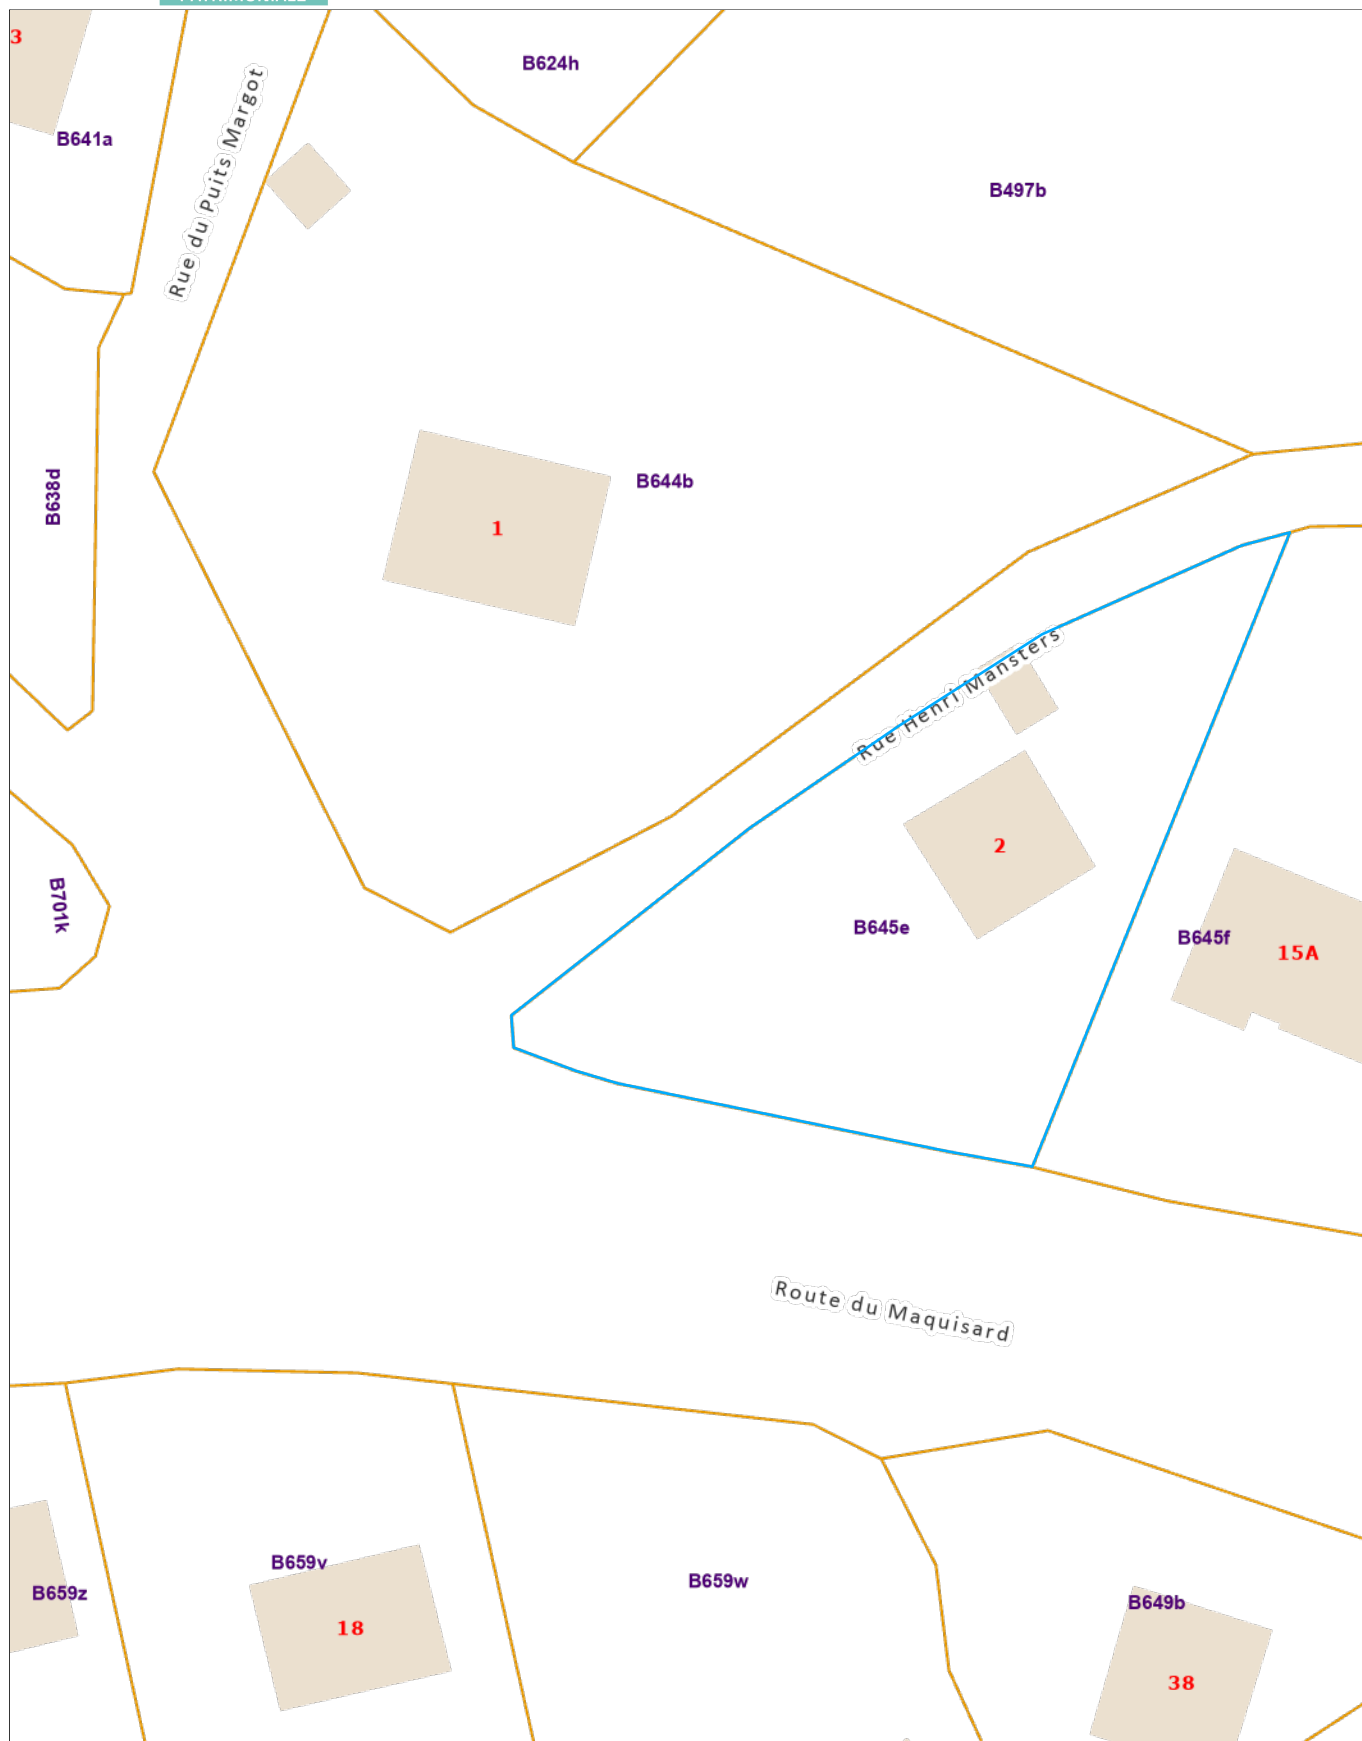 3
B624h
B641a
Rue du Puits Margot
B497b
B638d
B644b
1
Rue Henri Mansters
2
B701k
B645e
B645f
15A
Route du Maquisard
B659v
B659z
B659w
B649b
18
38